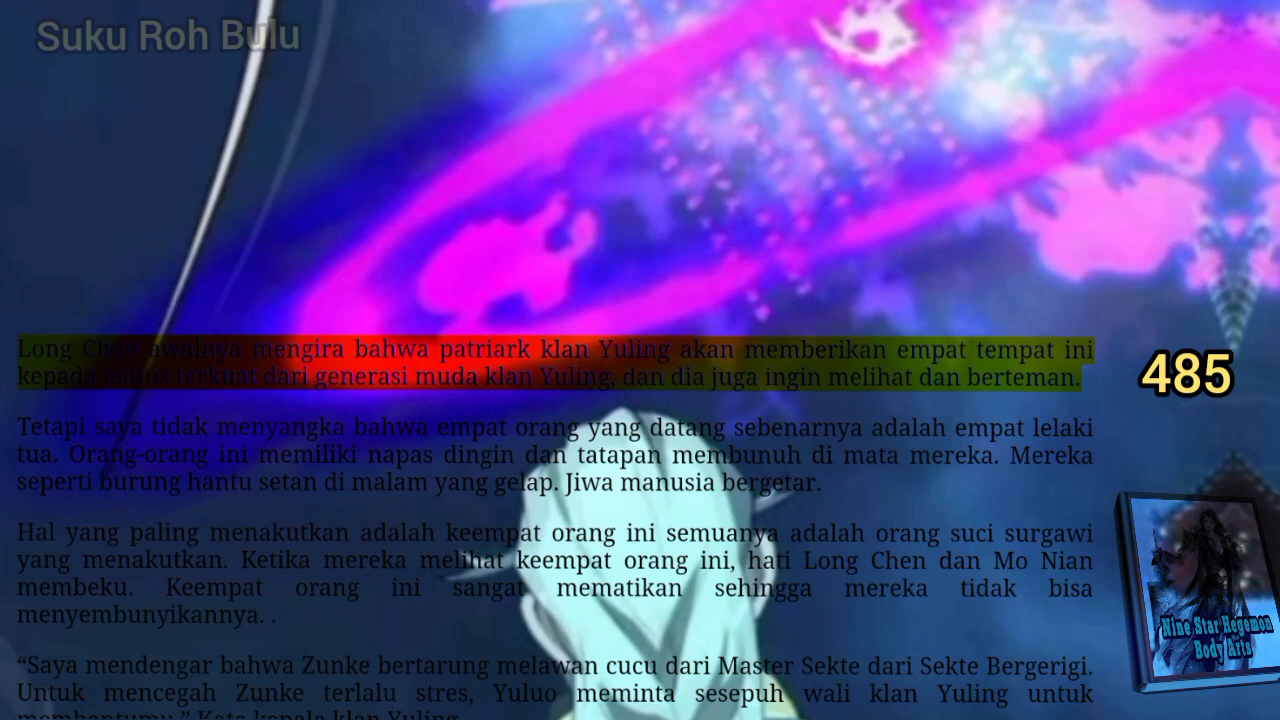 Suku Roh Bulu
Long Chen awalnya mengira bahwa patriark klan Yuling akan memberikan empat tempat ini
kepada jenius terkuat dari generasi muda klan Yuling, dan dia juga ingin melihat dan berteman.
485
Tetapi saya tidak menyangka bahwa empat orang yang datang sebenarnya adalah empat lelaki
tua. Orang-orang ini memiliki napas dingin dan tatapan membunuh di mata mereka. Mereka
seperti burung hantu setan di malam yang gelap. Jiwa manusia bergetar.
Hal yang paling menakutkan adalah keempat orang ini semuanya adalah orang suci surgawi
yang menakutkan. Ketika mereka melihat keempat orang ini, hati Long Chen dan Mo Nian
membeku. Keempat orang ini sangat mematikan sehingga mereka tidak bisa
menyembunyikannya. .
“Saya mendengar bahwa Zunke bertarung melawan cucu dari Master Sekte dari Sekte Bergerigi.
Untuk mencegah Zunke terlalu stres, Yuluo meminta sesepuh wali klan Yuling untuk
membantumu.” Kata kepala klan Yuling.
Nine Star Hegemon
Body Arts